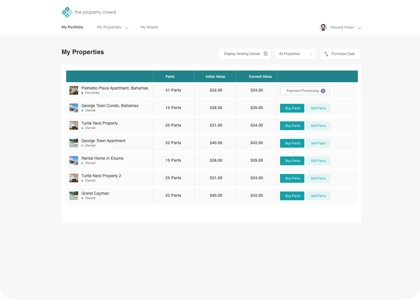 the property crowd
My Portfolio My Properties My Wallet Vincent Pieter
My Properties
Display Holding Details All Properties Purchase Date
Parts Initial Value Current Value
Palmetto Place Apartment, Bahamas 41 Parts $32.00 $34.00 Payment Processing
Pre Order
George Town Condo, Bahamas 15 Parts $38.00 $39.00 Buy Parts Sell Parts
Owned
Turtle Nest Property 25 Parts $31.00 $34.00 Buy Parts Sell Parts
Owned
George Town Apartment 32 Parts $40.00 $42.00 Buy Parts Sell Parts
Owned
Rental Home in Exuma 15 Parts $38.00 $39.00 Buy Parts Sell Parts
Owned
Turtle Nest Property 2 25 Parts $31.00 $34.00 Buy Parts Sell Parts
Owned
Grand Cayman 32 Parts $40.00 $42.00 Buy Parts Sell Parts
Owned